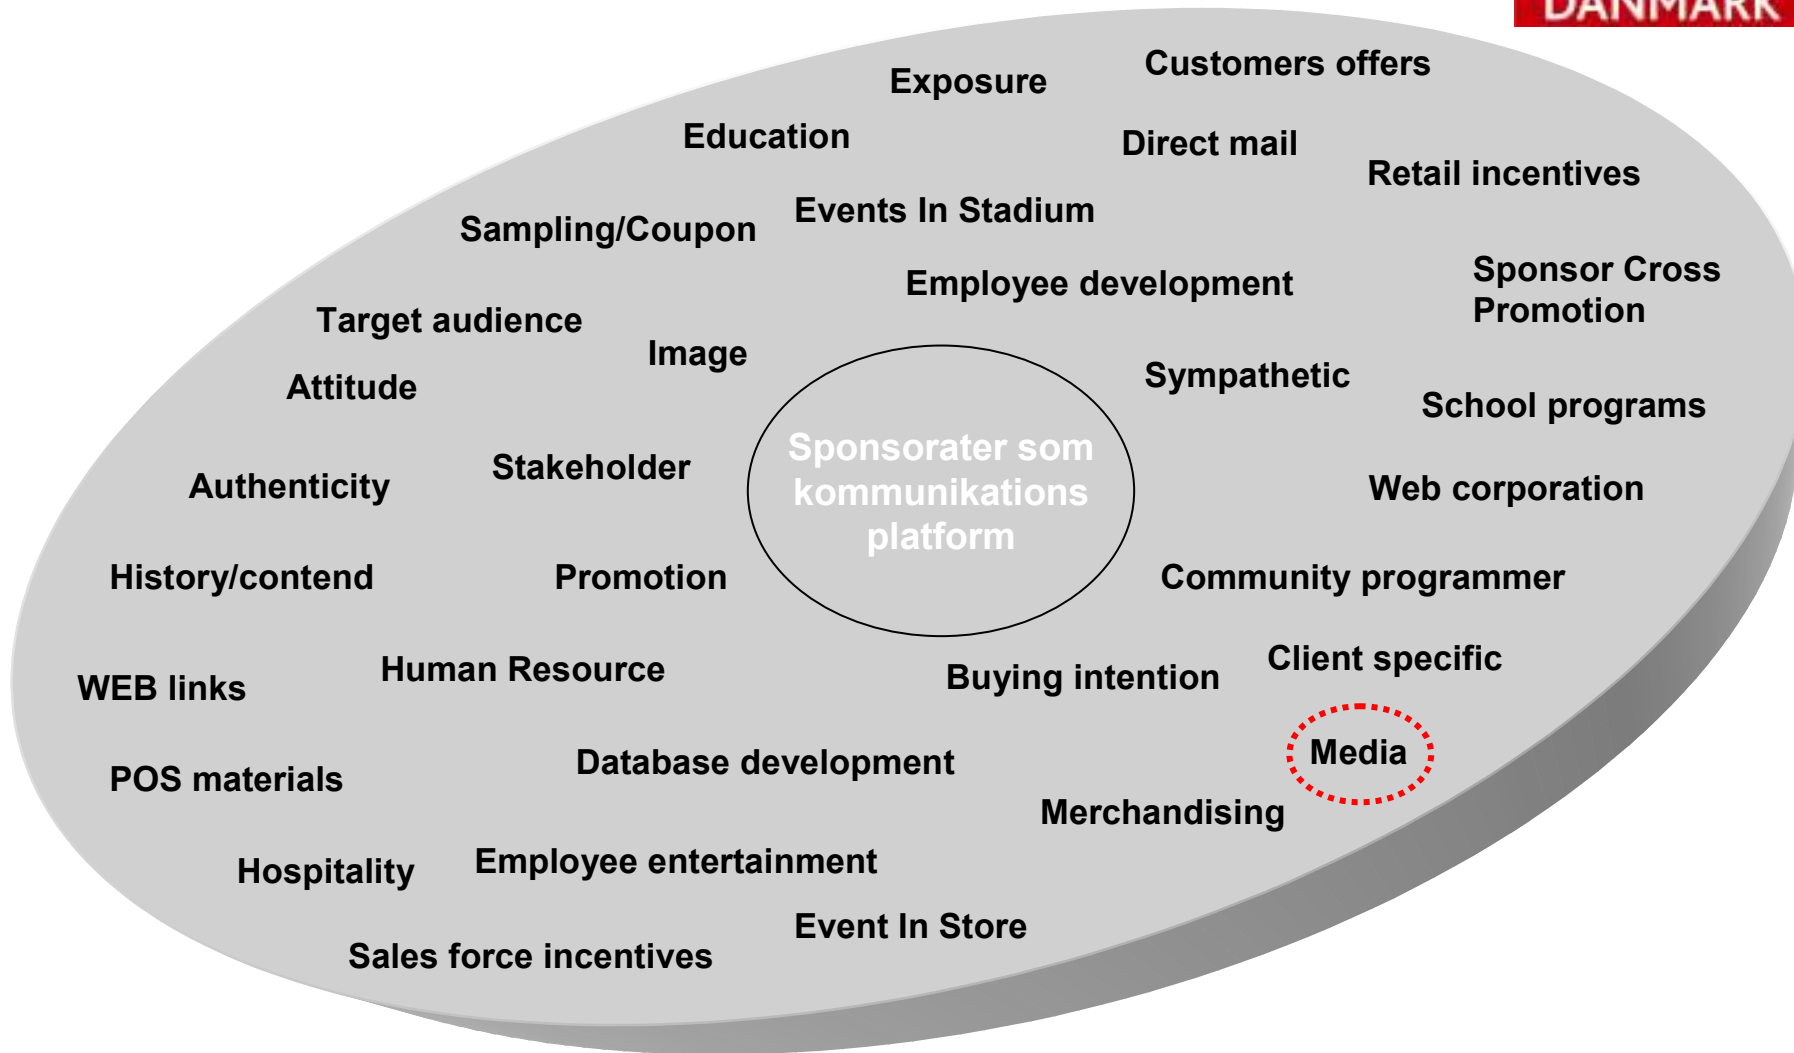 DANMARK
Customers offers
Exposure
Education
Direct mail
Retail incentives
Events In Stadium
Sampling/Coupon
Sponsor Cross
Promotion
Employee development
Target audience
Image
Sympathetic
Attitude
School programs
Sponsorater som
kommunikations
platform
Stakeholder
Authenticity
Web corporation
History/contend
Promotion
Community programmer
Client specific
Human Resource
Buying intention
WEB links
Media
Database development
POS materials
Merchandising
Employee entertainment
Hospitality
Event In Store
Sales force incentives